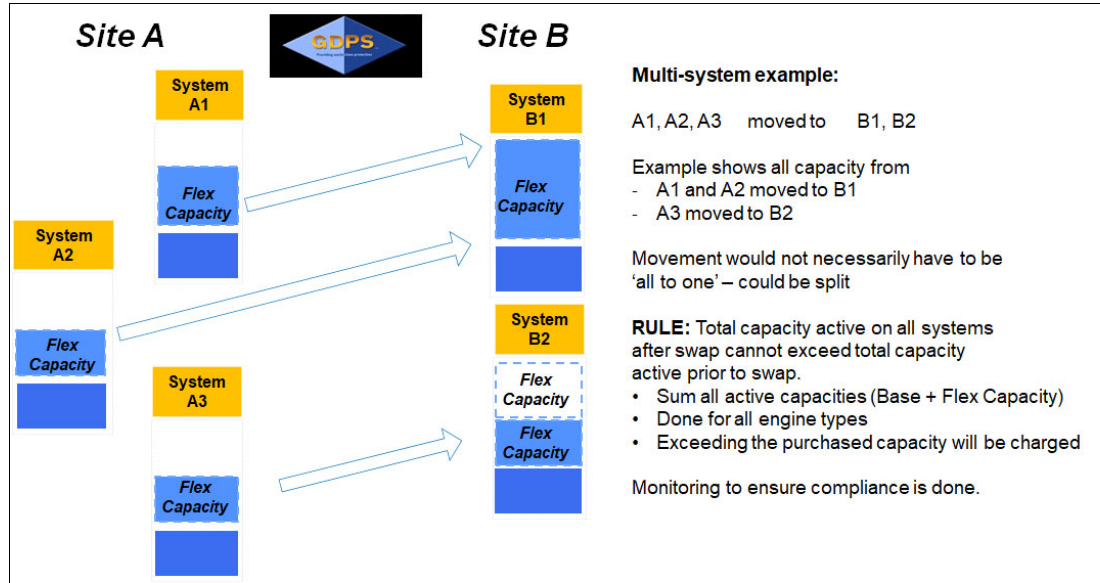 Site A
GDPS
Site B
System
A1
Flex
Capacity
System
A2
Flex
Capacity
System
A3
Flex
Capacity
System
B1
Flex
Capacity
System
B2
Flex
Capacity
Flex
Capacity
Multi-system example:
A1, A2, A3 moved to B1, B2
Example shows all capacity from
- A1 and A2 moved to B1
- A3 moved to B2
Movement would not necessarily have to be
‘all to one’ – could be split
RULE: Total capacity active on all systems
after swap cannot exceed total capacity
active prior to swap.
• Sum all active capacities (Base + Flex Capacity)
• Done for all engine types
• Exceeding the purchased capacity will be charged
Monitoring to ensure compliance is done.